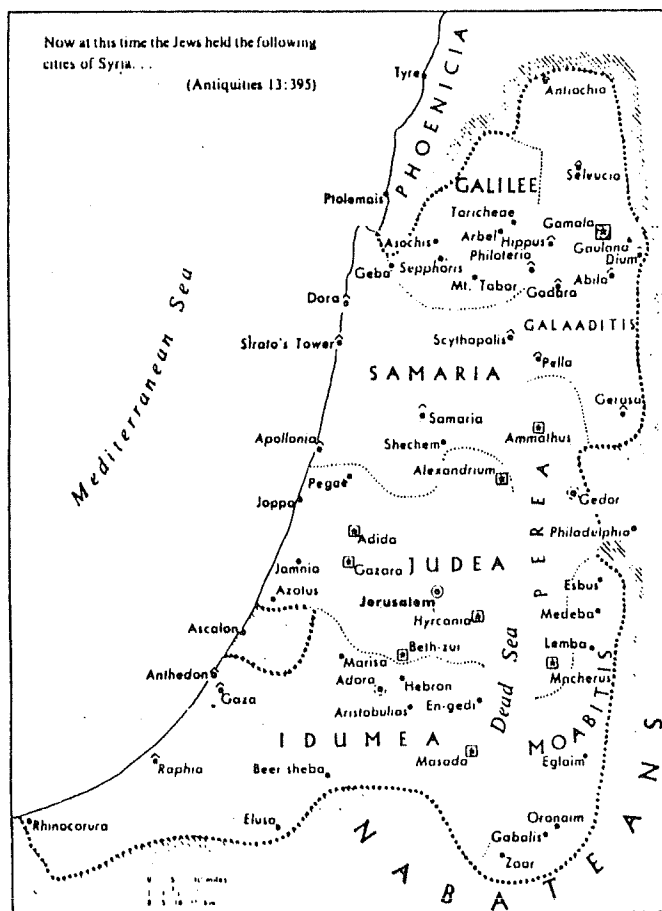 Now at this time the Jews held the following
cities of Syria. . .
(Antiquities 13:395)
Tyre
PHOENICIA
Antiochia
Seleucia
Ptolemais
GALILEE
Taricheae
Arbel
Gamala
Asochis
Hippus
Gaulana
Sepphoris
Philoteria
Dium
Geba
Mt. Tabor
Gadara
Abila
Dora
Mediterranean Sea
GALAADITIS
Strato's Tower
Scythopolis
Pella
SAMARIA
Samaria
Gerasa
Apollonia
Shechem
Ammathus
Alexandrium
Pegae
Joppa
Gedor
PEREA
Philadelphia
Adida
Jamnia
Gazara
JUDEA
Esbus
Azotus
Jerusalem
Medeba
Hyrcania
Ascalon
Beth-zur
Lemba
Marisa
Dead Sea
Macherus
Anthedon
Adora
Hebron
Gaza
Aristobulias
En-gedi
MOABITIS
IDUMEA
Masada
Eglaim
Raphia
Beer sheba
Rhinocorura
Elusa
Oronaim
Gabalis
Zoar
NABATEANS